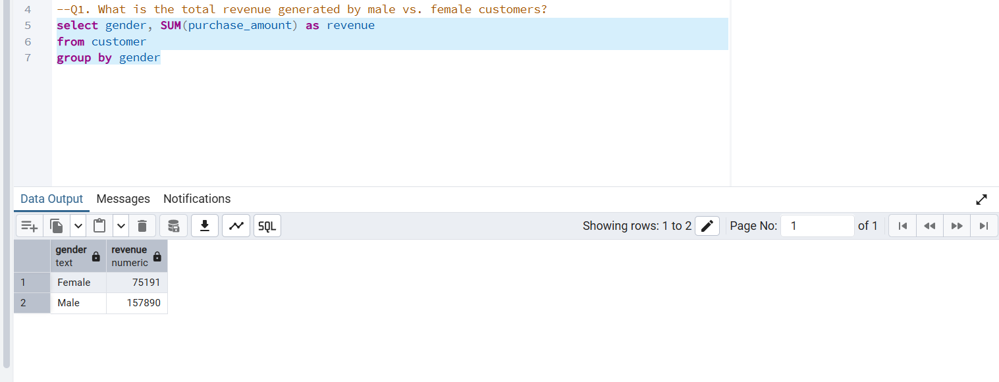 4 --Q1. What is the total revenue generated by male vs. female customers?
5 select gender, SUM(purchase_amount) as revenue
6 from customer
7 group by gender
Data Output Messages Notifications
SQL Showing rows: 1 to 2 Page No: 1 of 1
gender revenue
text numeric
1 Female 75191
2 Male 157890